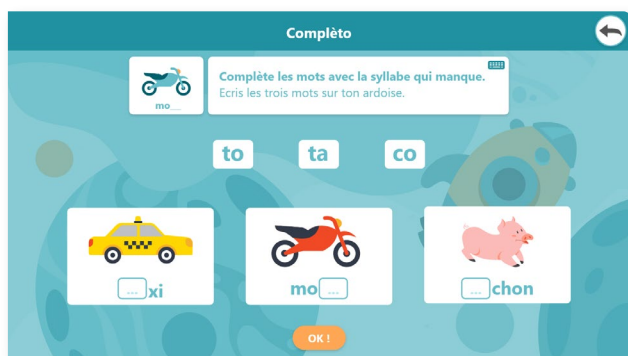 Complèto
Complète les mots avec la syllabe qui manque.
Ecris les trois mots sur ton ardoise.
mo__
to ta co
... xi
mo ...
... chon
OK !